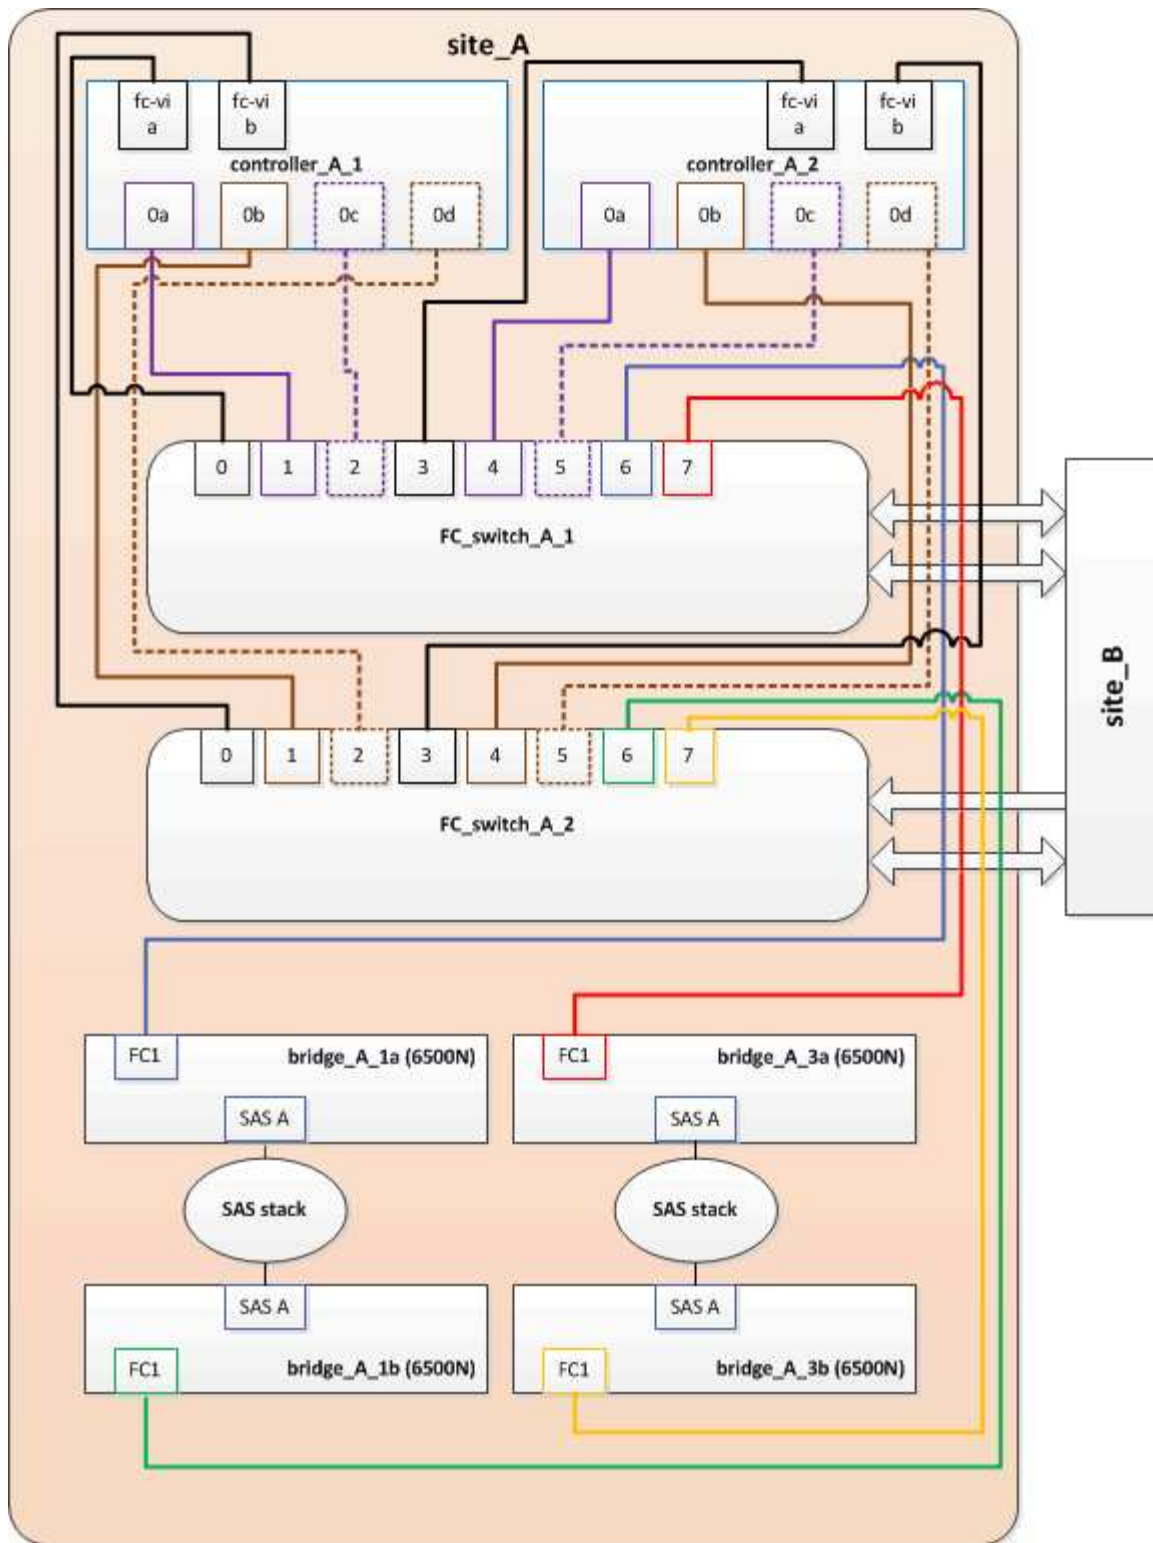 site_A
fc-vi
a
fc-vi
b
fc-vi
a
fc-vi
b
controller_A_1
controller_A_2
0a
0b
0c
0d
0a
0b
0c
0d
0
1
2
3
4
5
6
7
FC_switch_A_1
site_B
0
1
2
3
4
5
6
7
FC_switch_A_2
FC1
bridge_A_1a (6500N)
FC1
bridge_A_3a (6500N)
SAS A
SAS A
SAS stack
SAS stack
SAS A
SAS A
FC1
bridge_A_1b (6500N)
FC1
bridge_A_3b (6500N)